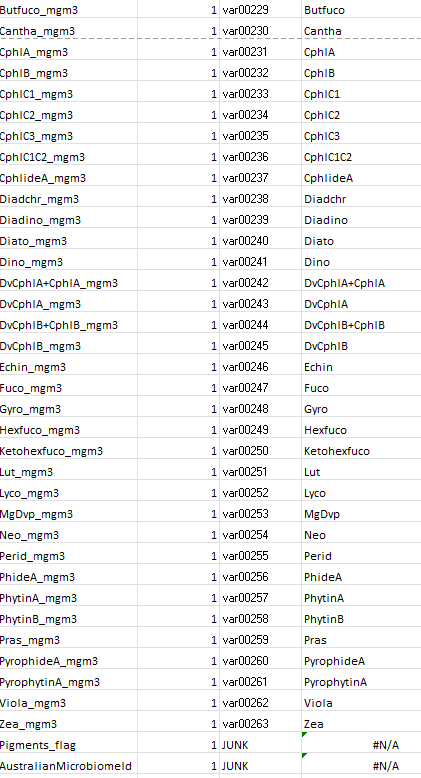 Butfuco_mgm3 1 var00229 Butfuco
Cantha_mgm3 1 var00230 Cantha
CphlA_mgm3 1 var00231 CphlA
CphlB_mgm3 1 var00232 CphlB
CphlC1_mgm3 1 var00233 CphlC1
CphlC2_mgm3 1 var00234 CphlC2
CphlC3_mgm3 1 var00235 CphlC3
CphlC1C2_mgm3 1 var00236 CphlC1C2
CphlideA_mgm3 1 var00237 CphlideA
Diadchr_mgm3 1 var00238 Diadchr
Diadino_mgm3 1 var00239 Diadino
Diato_mgm3 1 var00240 Diato
Dino_mgm3 1 var00241 Dino
DvCphlA+CphlA_mgm3 1 var00242 DvCphlA+CphlA
DvCphlA_mgm3 1 var00243 DvCphlA
DvCphlB+CphlB_mgm3 1 var00244 DvCphlB+CphlB
DvCphlB_mgm3 1 var00245 DvCphlB
Echin_mgm3 1 var00246 Echin
Fuco_mgm3 1 var00247 Fuco
Gyro_mgm3 1 var00248 Gyro
Hexfuco_mgm3 1 var00249 Hexfuco
Ketohexfuco_mgm3 1 var00250 Ketohexfuco
Lut_mgm3 1 var00251 Lut
Lyco_mgm3 1 var00252 Lyco
MgDvp_mgm3 1 var00253 MgDvp
Neo_mgm3 1 var00254 Neo
Perid_mgm3 1 var00255 Perid
PhideA_mgm3 1 var00256 PhideA
PhytinA_mgm3 1 var00257 PhytinA
PhytinB_mgm3 1 var00258 PhytinB
Pras_mgm3 1 var00259 Pras
PyrophideA_mgm3 1 var00260 PyrophideA
PyrophytinA_mgm3 1 var00261 PyrophytinA
Viola_mgm3 1 var00262 Viola
Zea_mgm3 1 var00263 Zea
Pigments_flag 1 JUNK #N/A
AustralianMicrobiomeId 1 JUNK #N/A